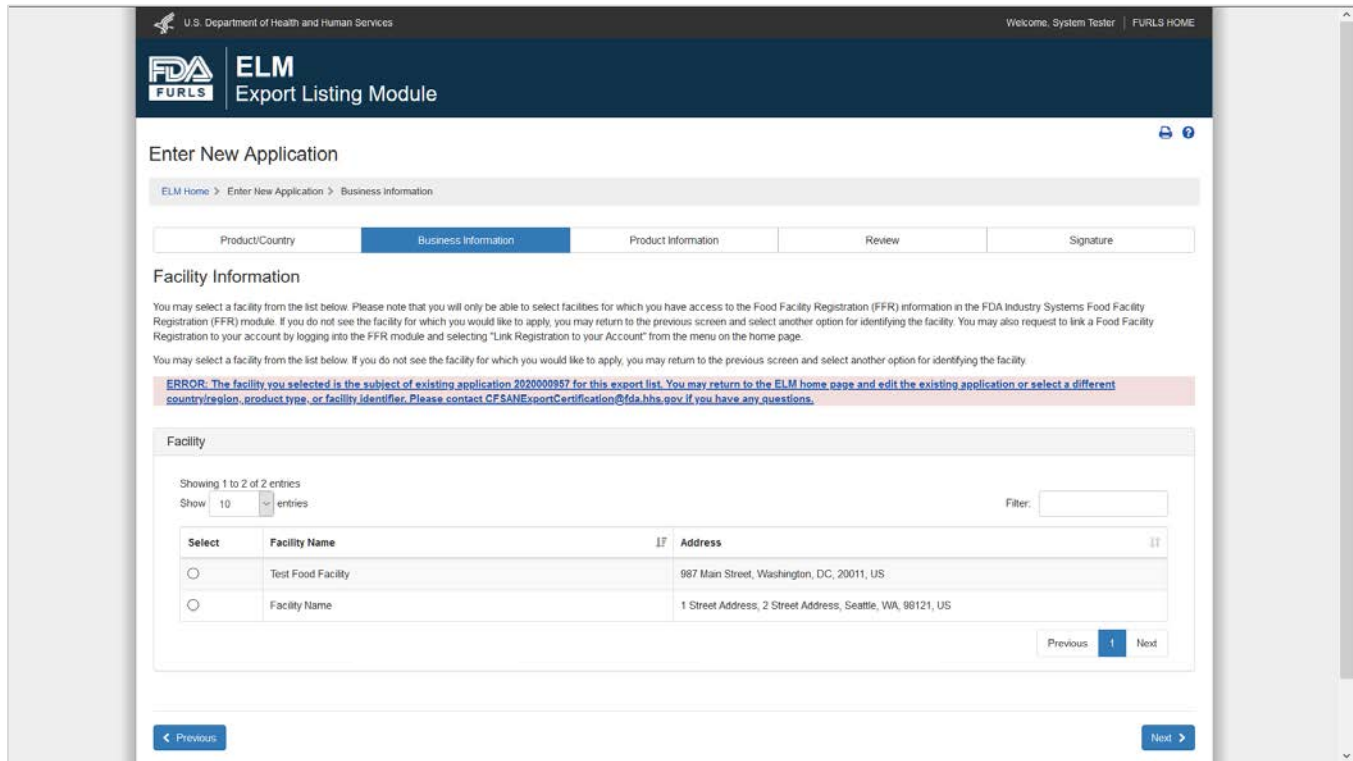 U.S. Department of Health and Human Services
Welcome, System Tester | FURLS HOME
FDA
FURLS
ELM
Export Listing Module
Enter New Application
ELM Home > Enter New Application > Business Information
Product/Country
Business Information
Product Information
Review
Signature
Facility Information
You may select a facility from the list below. Please note that you will only be able to select facilities for which you have access to the Food Facility Registration (FFR) information in the FDA Industry Systems Food Facility
Registration (FFR) module. If you do not see the facility for which you would like to apply, you may return to the previous screen and select another option for identifying the facility. You may also request to link a Food Facility
Registration to your account by logging into the FFR module and selecting "Link Registration to your Account" from the menu on the home page.
You may select a facility from the list below. If you do not see the facility for which you would like to apply, you may return to the previous screen and select another option for identifying the facility.
ERROR: The facility you selected is the subject of existing application 2020000957 for this export list. You may return to the ELM home page and edit the existing application or select a different
country/region, product type, or facility identifier. Please contact CFSANExportCertification@fda.hhs.gov if you have any questions.
Facility
Showing 1 to 2 of 2 entries
Show 10 entries
Filter:
Select
Facility Name
Address
Test Food Facility
987 Main Street, Washington, DC, 20011, US
Facility Name
1 Street Address, 2 Street Address, Seattle, WA, 98121, US
Previous 1 Next
Previous
Next